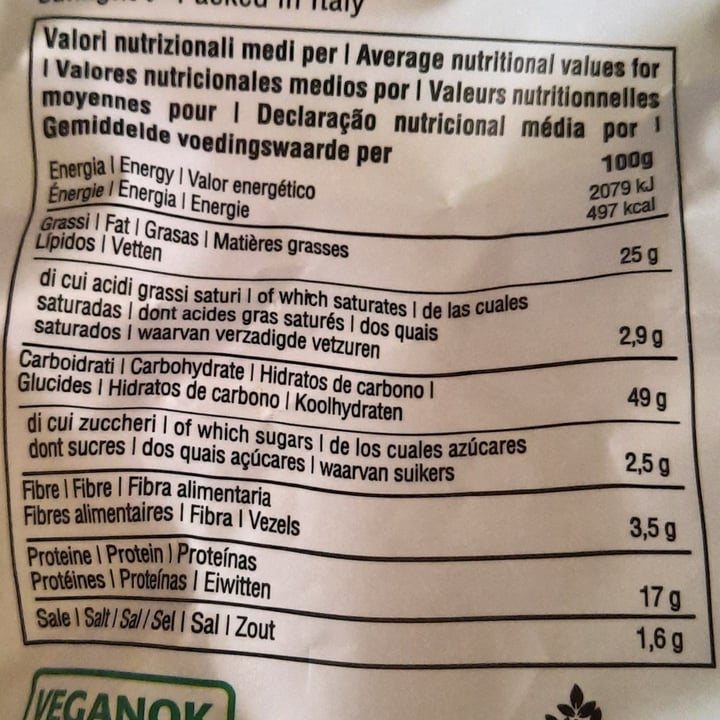 Packed in Italy
Valori nutrizionali medi per | Average nutritional values for
| Valores nutricionales medios por | Valeurs nutritionnelles
moyennes pour | Declaração nutricional média por |
Gemiddelde voedingswaarde per
100g
Energia | Energy | Valor energético
Énergie | Energia | Energie
2079 kJ
497 kcal
Grassi | Fat | Grasas | Matières grasses
Lípidos | Vetten
25 g
di cui acidi grassi saturi | of which saturates | de las cuales
saturadas | dont acides gras saturés | dos quais
saturados | waarvan verzadigde vetzuren
2,9 g
Carboidrati | Carbohydrate | Hidratos de carbono |
Glucides | Hidratos de carbono | Koolhydraten
49 g
di cui zuccheri | of which sugars | de los cuales azúcares
dont sucres | dos quais açúcares | waarvan suikers
2,5 g
Fibre | Fibre | Fibra alimentaria
Fibres alimentaires | Fibra | Vezels
3,5 g
Proteine | Protein | Proteínas
Protéines | Proteínas | Eiwitten
17 g
Sale | Salt / Sal / Sel | Sal | Zout
1,6 g
VEGANOK